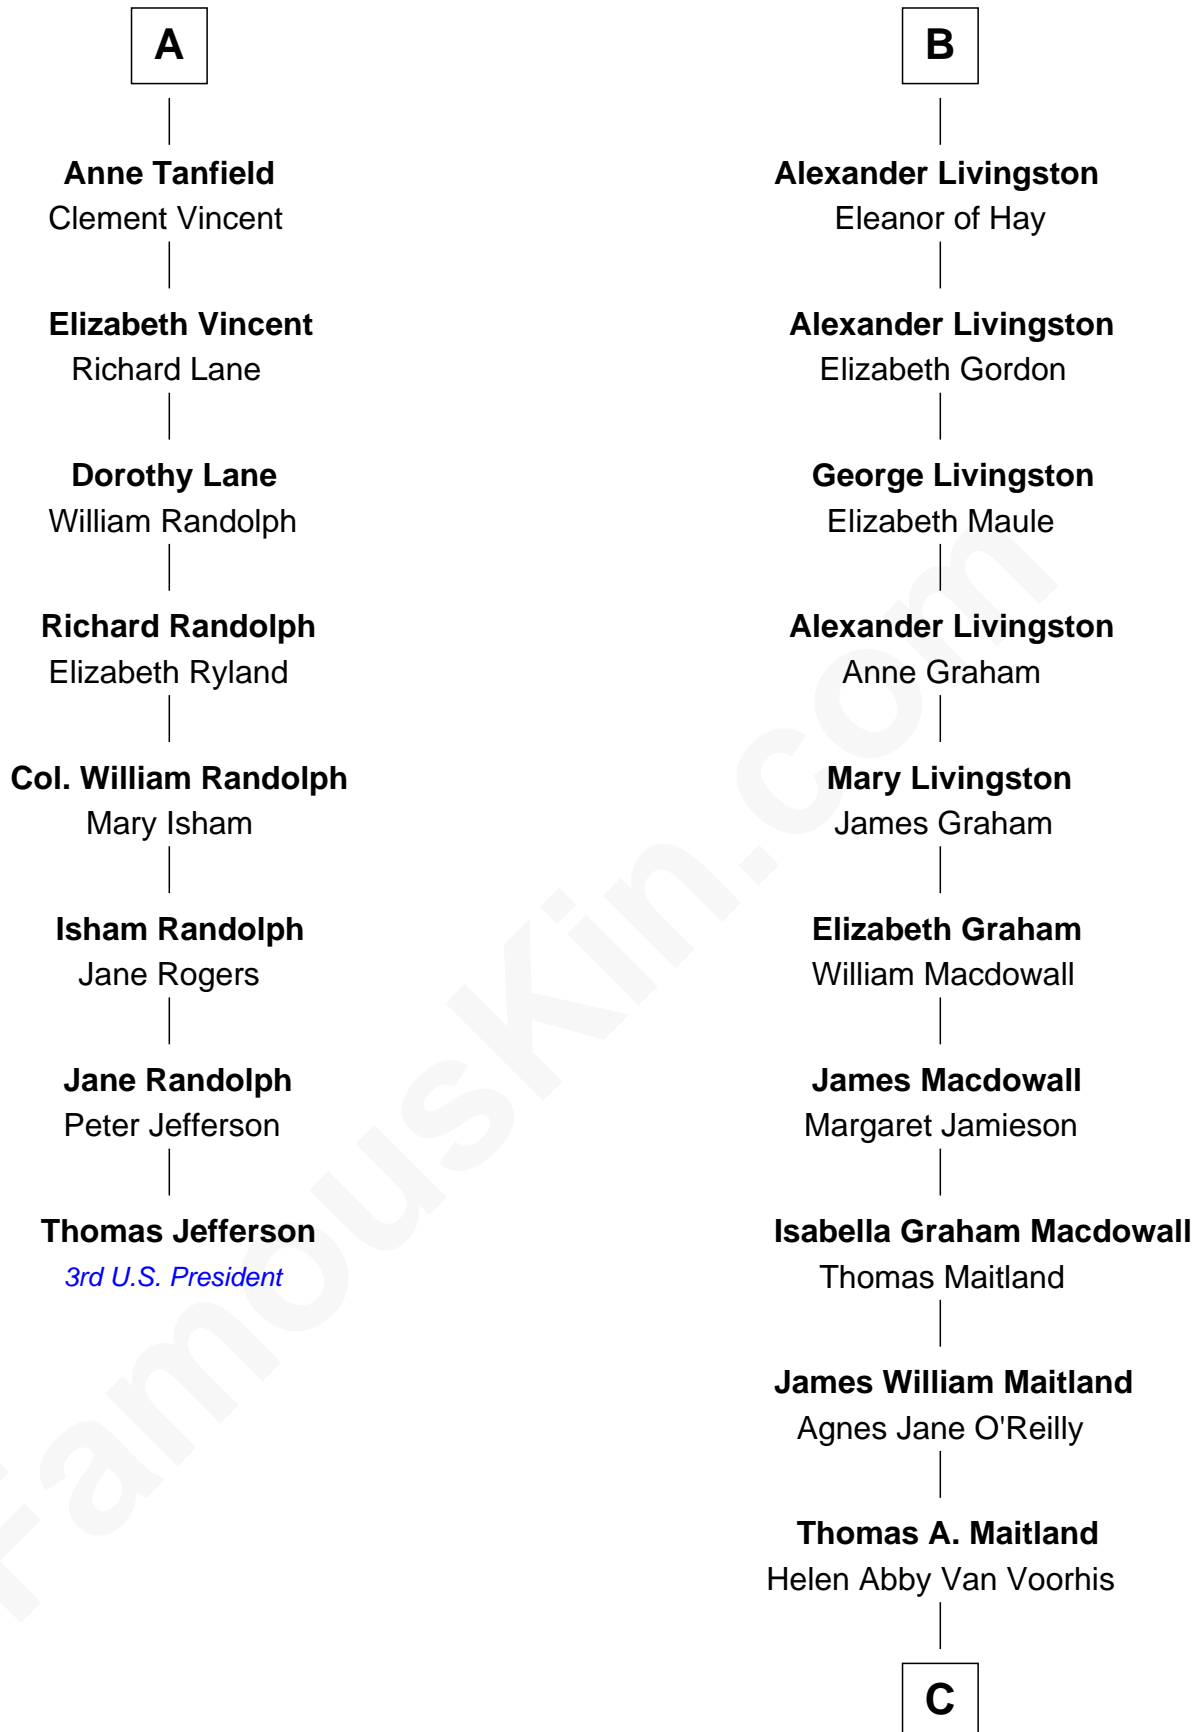 A
Anne Tanfield
Clement Vincent
Elizabeth Vincent
Richard Lane
Dorothy Lane
William Randolph
Richard Randolph
Elizabeth Ryland
Col. William Randolph
Mary Isham
Isham Randolph
Jane Rogers
Jane Randolph
Peter Jefferson
Thomas Jefferson
3rd U.S. President
B
Alexander Livingston
Eleanor of Hay
Alexander Livingston
Elizabeth Gordon
George Livingston
Elizabeth Maule
Alexander Livingston
Anne Graham
Mary Livingston
James Graham
Elizabeth Graham
William Macdowall
James Macdowall
Margaret Jamieson
Isabella Graham Macdowall
Thomas Maitland
James William Maitland
Agnes Jane O'Reilly
Thomas A. Maitland
Helen Abby Van Voorhis
C
FamousKin.com